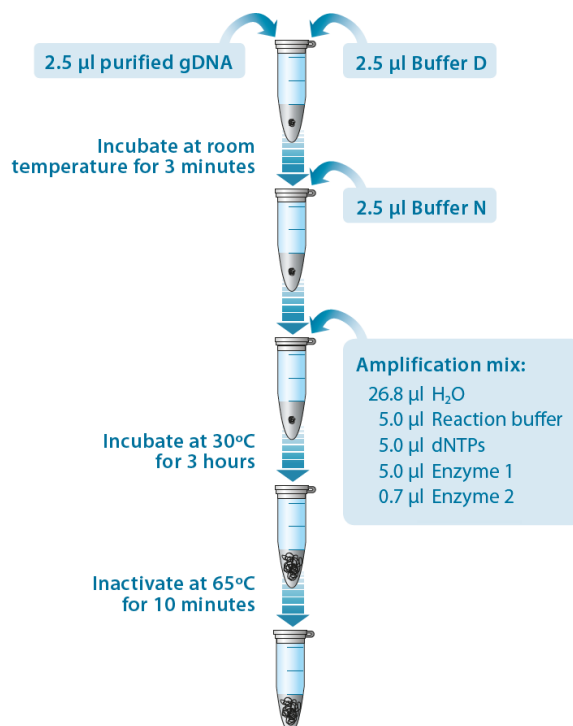 2.5 µl purified gDNA
2.5 µl Buffer D
Incubate at room
temperature for 3 minutes
2.5 µl Buffer N
Amplification mix:
26.8 µl H₂O
5.0 µl Reaction buffer
5.0 µl dNTPs
5.0 µl Enzyme 1
0.7 µl Enzyme 2
Incubate at 30ºC
for 3 hours
Inactivate at 65ºC
for 10 minutes